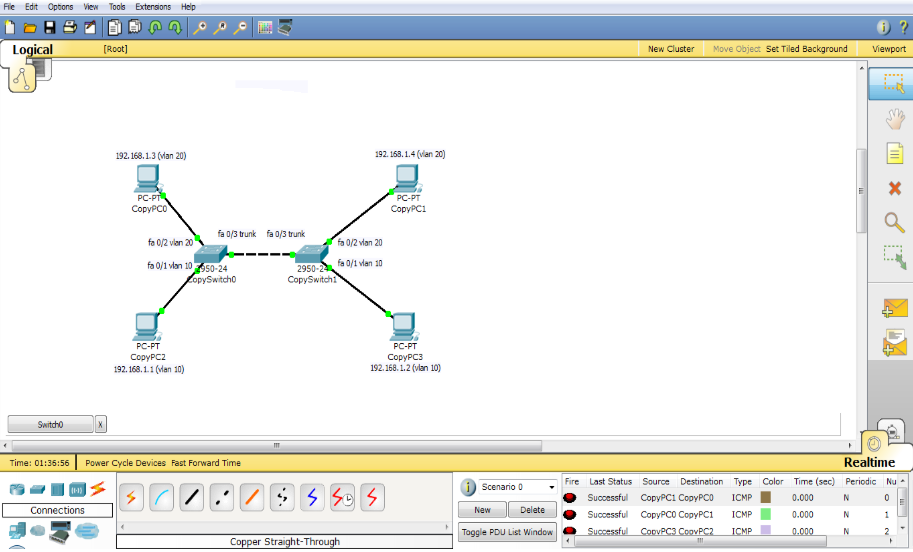 File Edit Options View Tools Extensions Help
Logical [Root] New Cluster Move Object Set Tiled Background Viewport
192.168.1.3 (vlan 20)
192.168.1.4 (vlan 20)
PC-PT
CopyPC0
PC-PT
CopyPC1
fa 0/3 trunk fa 0/3 trunk
fa 0/2 vlan 20
fa 0/2 vlan 20
fa 0/1 vlan 10
fa 0/1 vlan 10
2950-24
CopySwitch0
2950-24
CopySwitch1
PC-PT
CopyPC2
192.168.1.1 (vlan 10)
PC-PT
CopyPC3
192.168.1.2 (vlan 10)
Switch0 X
Time: 01:36:56 Power Cycle Devices Fast Forward Time Realtime
Connections
Copper Straight-Through
Scenario 0
New Delete
Toggle PDU List Window
Fire Last Status Source Destination Type Color Time (sec) Periodic Nu
Successful CopyPC1 CopyPC0 ICMP 0.000 N 0
Successful CopyPC0 CopyPC1 ICMP 0.000 N 1
Successful CopyPC3 CopyPC2 ICMP 0.000 N 2